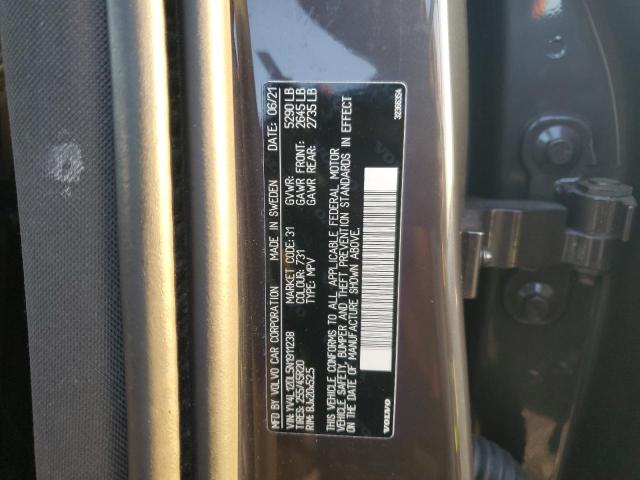 MFD. BY VOLVO CAR CORPORATION MADE IN SWEDEN DATE: 06/21
VIN: YV4L12DL5N1911238 MARKET CODE: 31 GVWR: 5290 LB
TIRES: 255/45R20 COLOUR: 731 GAWR FRONT: 2645 LB
RIM: 8Jx20x52.5 TYPE: MPV GAWR REAR: 2735 LB
THIS VEHICLE CONFORMS TO ALL APPLICABLE FEDERAL MOTOR
VEHICLE SAFETY, BUMPER AND THEFT PREVENTION STANDARDS IN EFFECT
ON THE DATE OF MANUFACTURE SHOWN ABOVE.
VOLVO